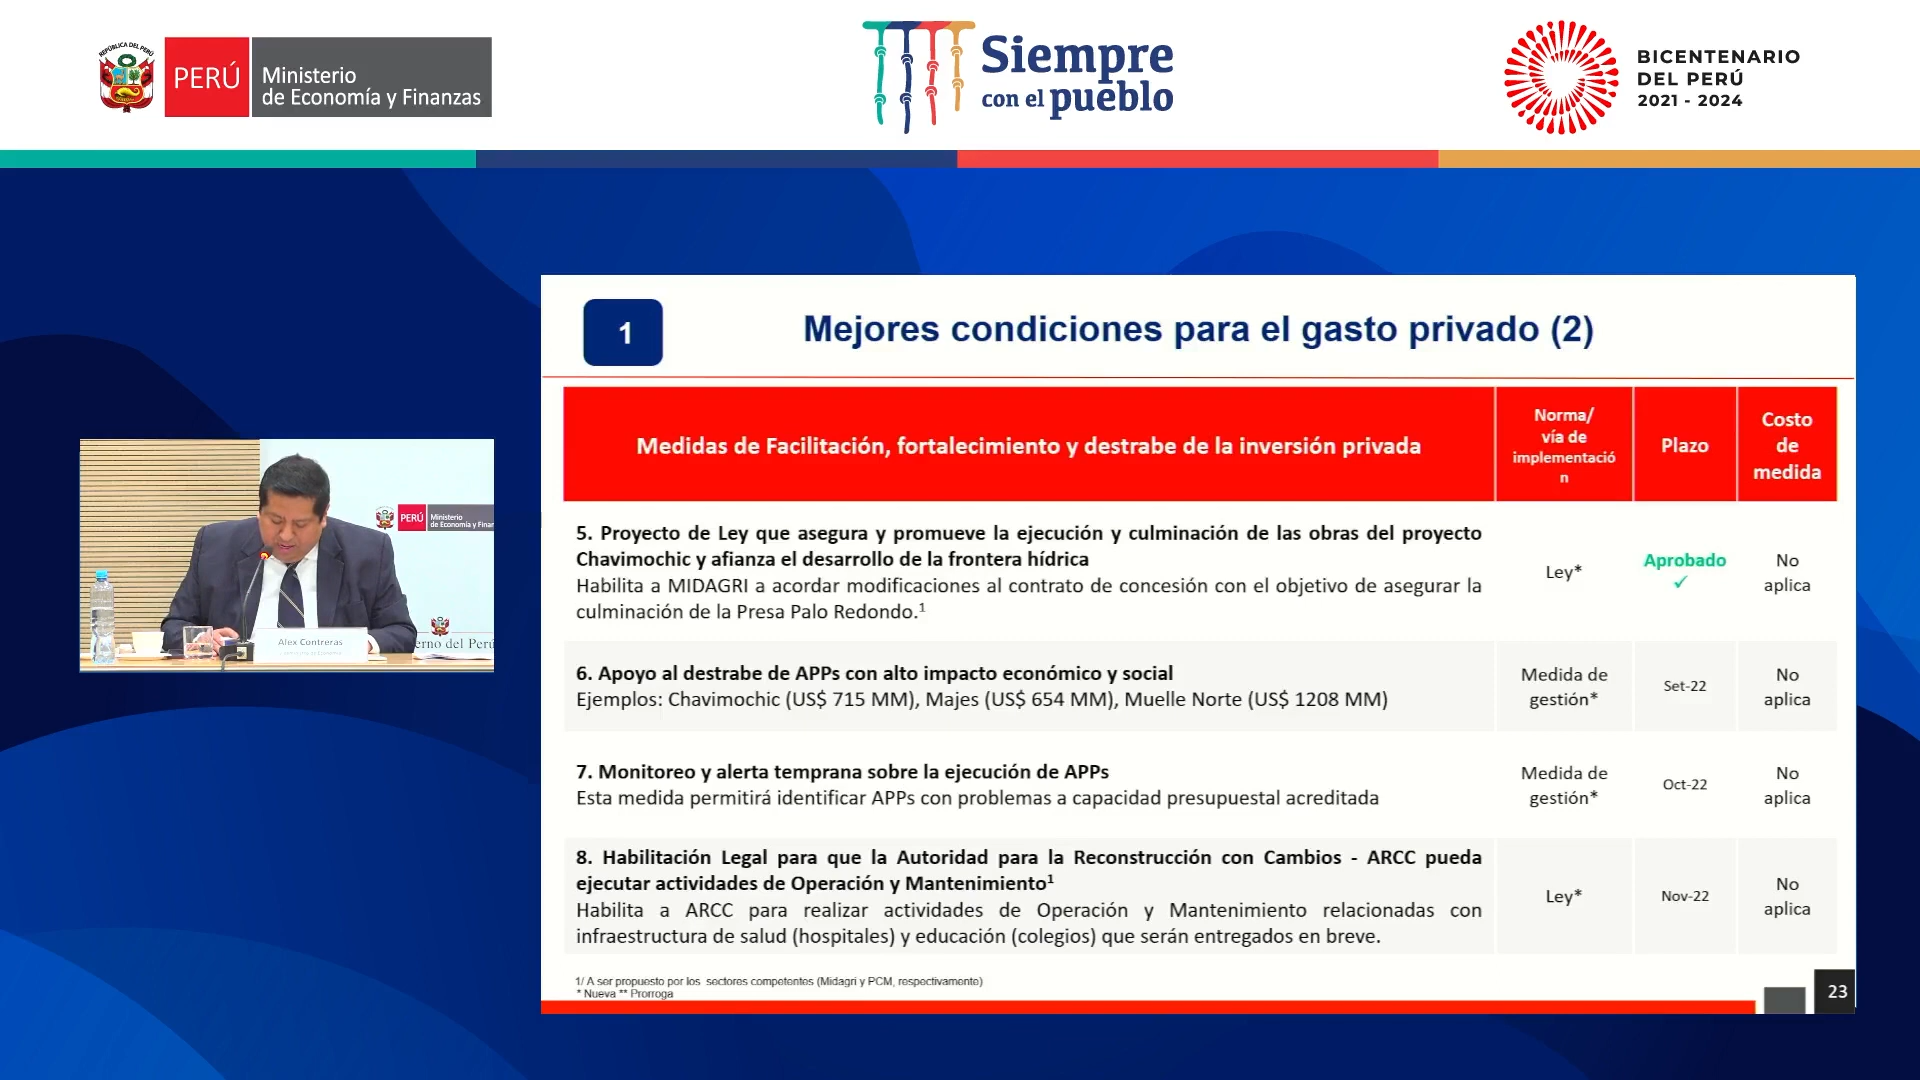 REPÚBLICA DEL PERÚ
PERÚ
Ministerio
de Economía y Finanzas
Siempre
con el pueblo
BICENTENARIO
DEL PERÚ
2021 - 2024
1
Mejores condiciones para el gasto privado (2)
Medidas de Facilitación, fortalecimiento y destrabe de la inversión privada
Norma/
vía de
implementació
n
Plazo
Costo
de
medida
5. Proyecto de Ley que asegura y promueve la ejecución y culminación de las obras del proyecto
Chavimochic y afianza el desarrollo de la frontera hídrica
Habilita a MIDAGRI a acordar modificaciones al contrato de concesión con el objetivo de asegurar la
culminación de la Presa Palo Redondo.¹
Ley*
Aprobado
✓
No
aplica
6. Apoyo al destrabe de APPs con alto impacto económico y social
Ejemplos: Chavimochic (US$ 715 MM), Majes (US$ 654 MM), Muelle Norte (US$ 1208 MM)
Medida de
gestión*
Set-22
No
aplica
7. Monitoreo y alerta temprana sobre la ejecución de APPs
Esta medida permitirá identificar APPs con problemas a capacidad presupuestal acreditada
Medida de
gestión*
Oct-22
No
aplica
8. Habilitación Legal para que la Autoridad para la Reconstrucción con Cambios - ARCC pueda
ejecutar actividades de Operación y Mantenimiento¹
Habilita a ARCC para realizar actividades de Operación y Mantenimiento relacionadas con
infraestructura de salud (hospitales) y educación (colegios) que serán entregados en breve.
Ley*
Nov-22
No
aplica
1/ A ser propuesto por los sectores competentes (Midagri y PCM, respectivamente)
* Nueva ** Prorroga
23
PERÚ
Ministerio
de Economía y Finan
Alex Contreras
erno del Perú